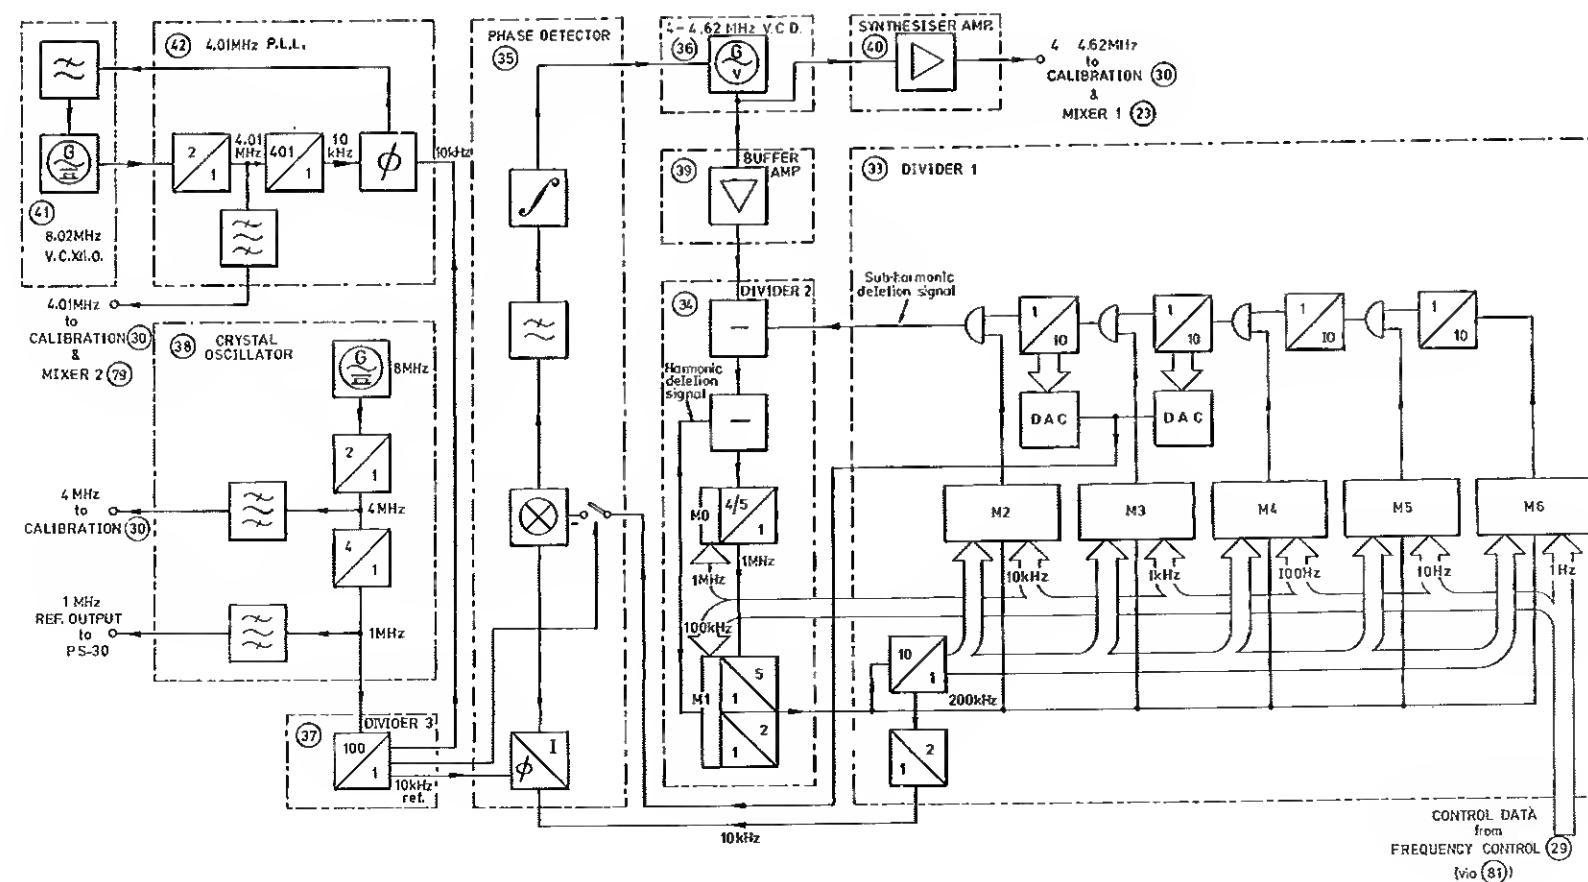 42
4.01MHz P.L.L.
G
2
1
4.01
MHz
401
1
10
kHz
ϕ
10kHz
41
8.02MHz
4.01MHz
to
CALIBRATION 30
&
MIXER 2 79
38
CRYSTAL
OSCILLATOR
G
8MHz
2
1
4MHz
4 MHz
to
CALIBRATION 30
4
1
1MHz
1 MHz
REF. OUTPUT
to
PS-30
37
DIVIDER 3
100
1
10kHz
ref.
PHASE DETECTOR
35
∫
ϕ
I
10kHz
4-4.62 MHz V.C.D.
36
G
V
SYNTHESISER AMP.
40
4 4.62MHz
to
CALIBRATION 30
&
MIXER 1 23
39
BUFFER
AMP
34
DIVIDER 2
Harmonic
deletion
signal
M0
4/5
1
1MHz
1MHz
100kHz
M1
5
1
2
1
33 DIVIDER 1
Sub-harmonic
deletion signal
1
10
1
10
1
10
1
10
DAC
DAC
M2
M3
M4
M5
M6
10kHz
1kHz
100Hz
10Hz
1Hz
10
1
200kHz
2
1
CONTROL DATA
from
FREQUENCY CONTROL 29
(via 81)